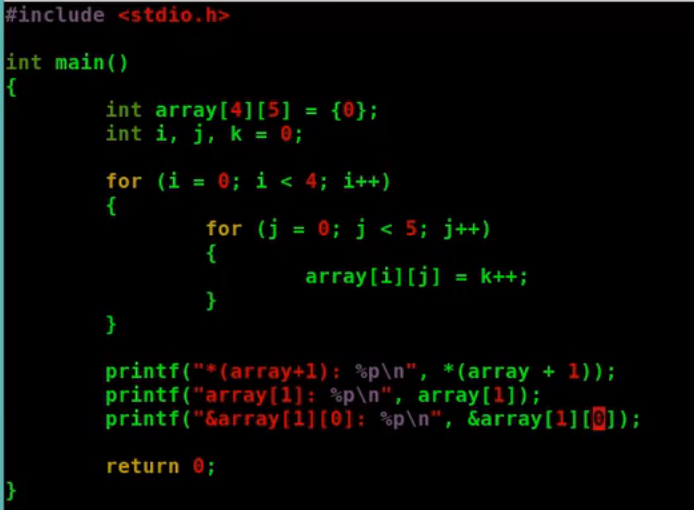 #include <stdio.h>
int main()
{
int array[4][5] = {0};
int i, j, k = 0;
for (i = 0; i < 4; i++)
{
for (j = 0; j < 5; j++)
{
array[i][j] = k++;
}
}
printf("*(array+1): %p\n", *(array + 1));
printf("array[1]: %p\n", array[1]);
printf("&array[1][0]: %p\n", &array[1][0]);
return 0;
}